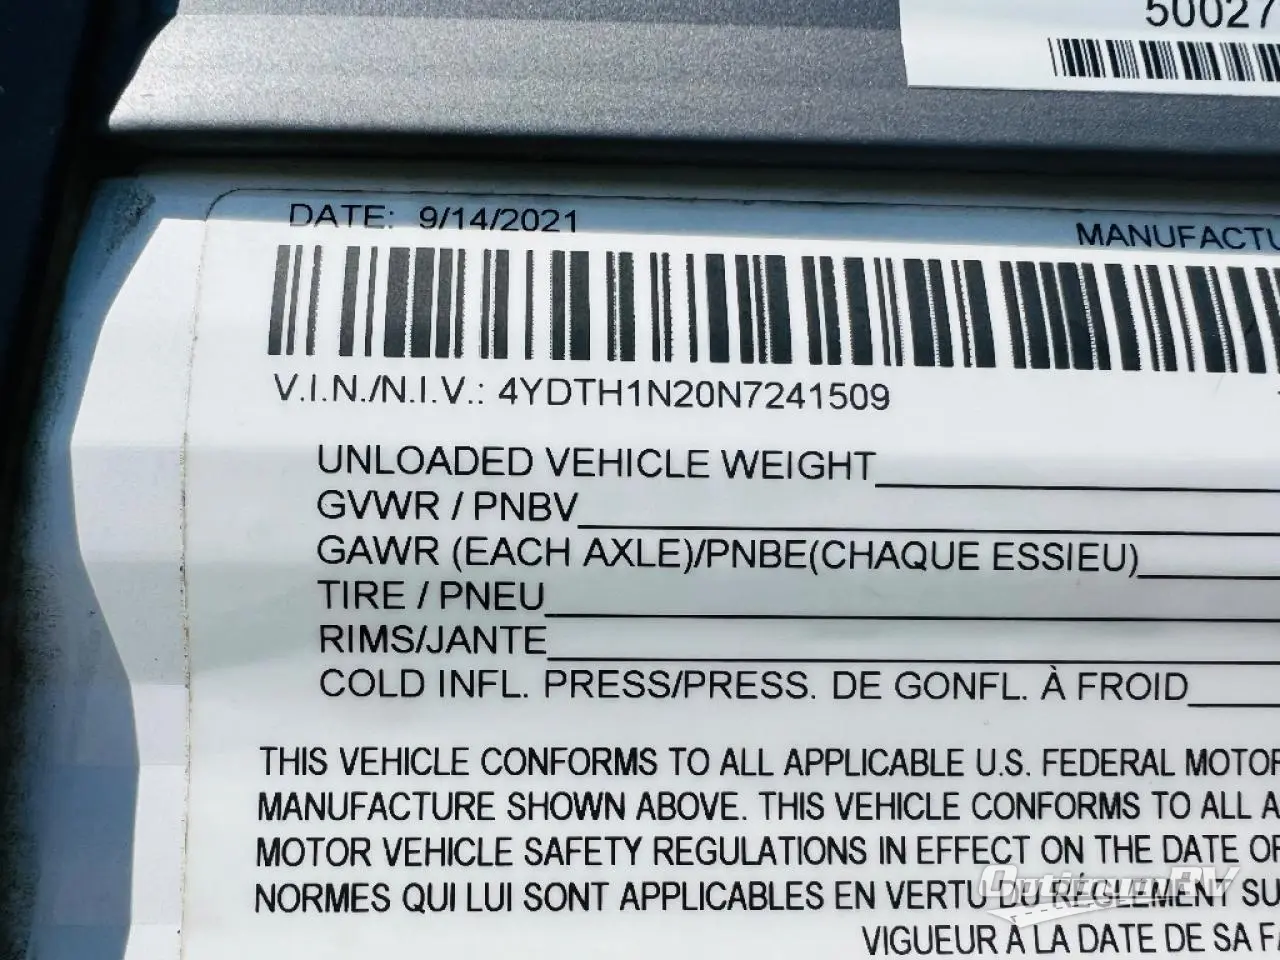 50027
DATE: 9/14/2021
MANUFACTU
V.I.N./N.I.V.: 4YDTH1N20N7241509
UNLOADED VEHICLE WEIGHT
GVWR / PNBV
GAWR (EACH AXLE)/PNBE(CHAQUE ESSIEU)
TIRE / PNEU
RIMS/JANTE
COLD INFL. PRESS/PRESS. DE GONFL. À FROID
THIS VEHICLE CONFORMS TO ALL APPLICABLE U.S. FEDERAL MOTOR
MANUFACTURE SHOWN ABOVE. THIS VEHICLE CONFORMS TO ALL A
MOTOR VEHICLE SAFETY REGULATIONS IN EFFECT ON THE DATE OF
NORMES QUI LUI SONT APPLICABLES EN VERTU DU RÉGLEMENT SU
OptimumRV
VIGUEUR À LA DATE DE SA FA